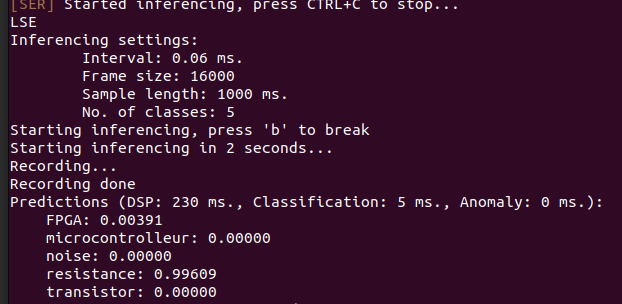 [SER] Started inferencing, press CTRL+C to stop...
LSE
Inferencing settings:
Interval: 0.06 ms.
Frame size: 16000
Sample length: 1000 ms.
No. of classes: 5
Starting inferencing, press 'b' to break
Starting inferencing in 2 seconds...
Recording...
Recording done
Predictions (DSP: 230 ms., Classification: 5 ms., Anomaly: 0 ms.):
FPGA: 0.00391
microcontrolleur: 0.00000
noise: 0.00000
resistance: 0.99609
transistor: 0.00000